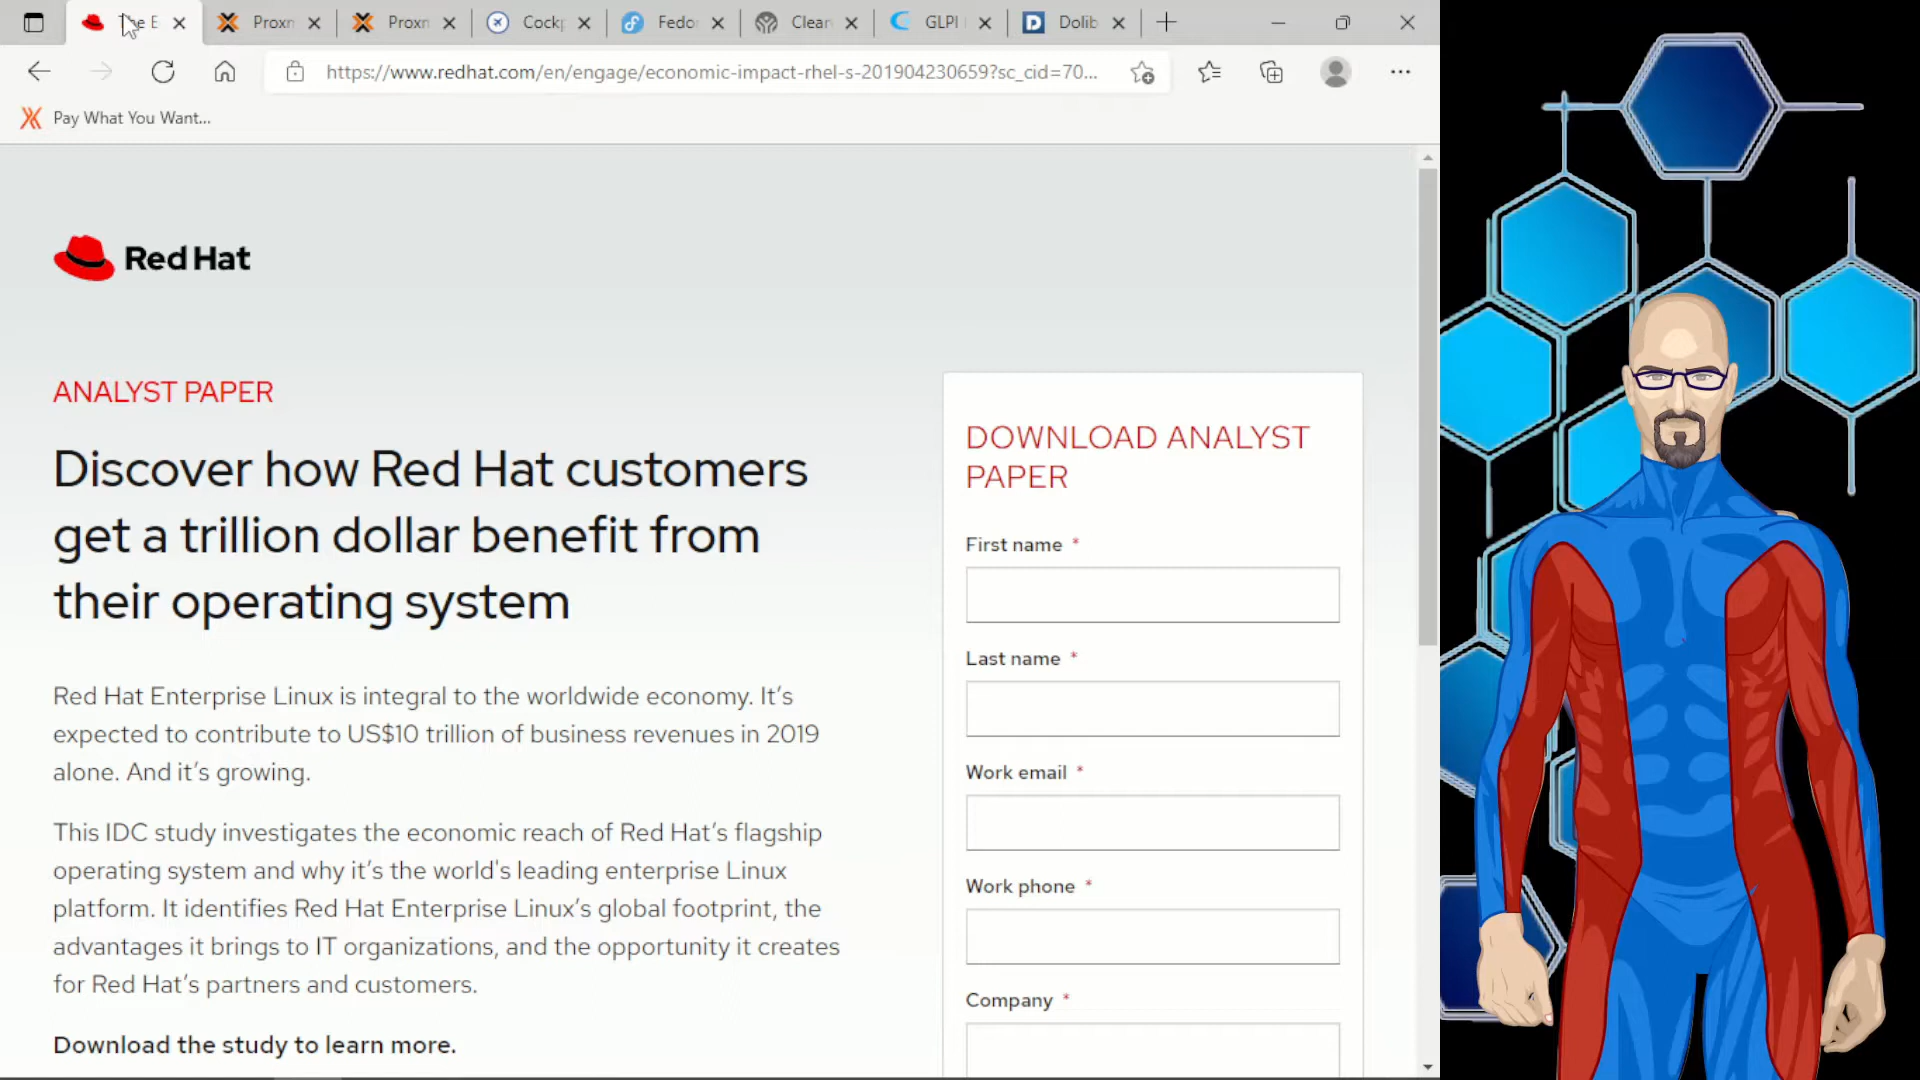 he E
Proxn
Proxn
Cockp
Fedo
Clear
GLPI
Dolib
https://www.redhat.com/en/engage/economic-impact-rhel-s-201904230659?sc_cid=70...
Pay What You Want...
Red Hat
ANALYST PAPER
Discover how Red Hat customers
get a trillion dollar benefit from
their operating system
Red Hat Enterprise Linux is integral to the worldwide economy. It’s
expected to contribute to US$10 trillion of business revenues in 2019
alone. And it’s growing.
This IDC study investigates the economic reach of Red Hat’s flagship
operating system and why it’s the world's leading enterprise Linux
platform. It identifies Red Hat Enterprise Linux’s global footprint, the
advantages it brings to IT organizations, and the opportunity it creates
for Red Hat’s partners and customers.
Download the study to learn more.
DOWNLOAD ANALYST
PAPER
First name *
Last name *
Work email *
Work phone *
Company *